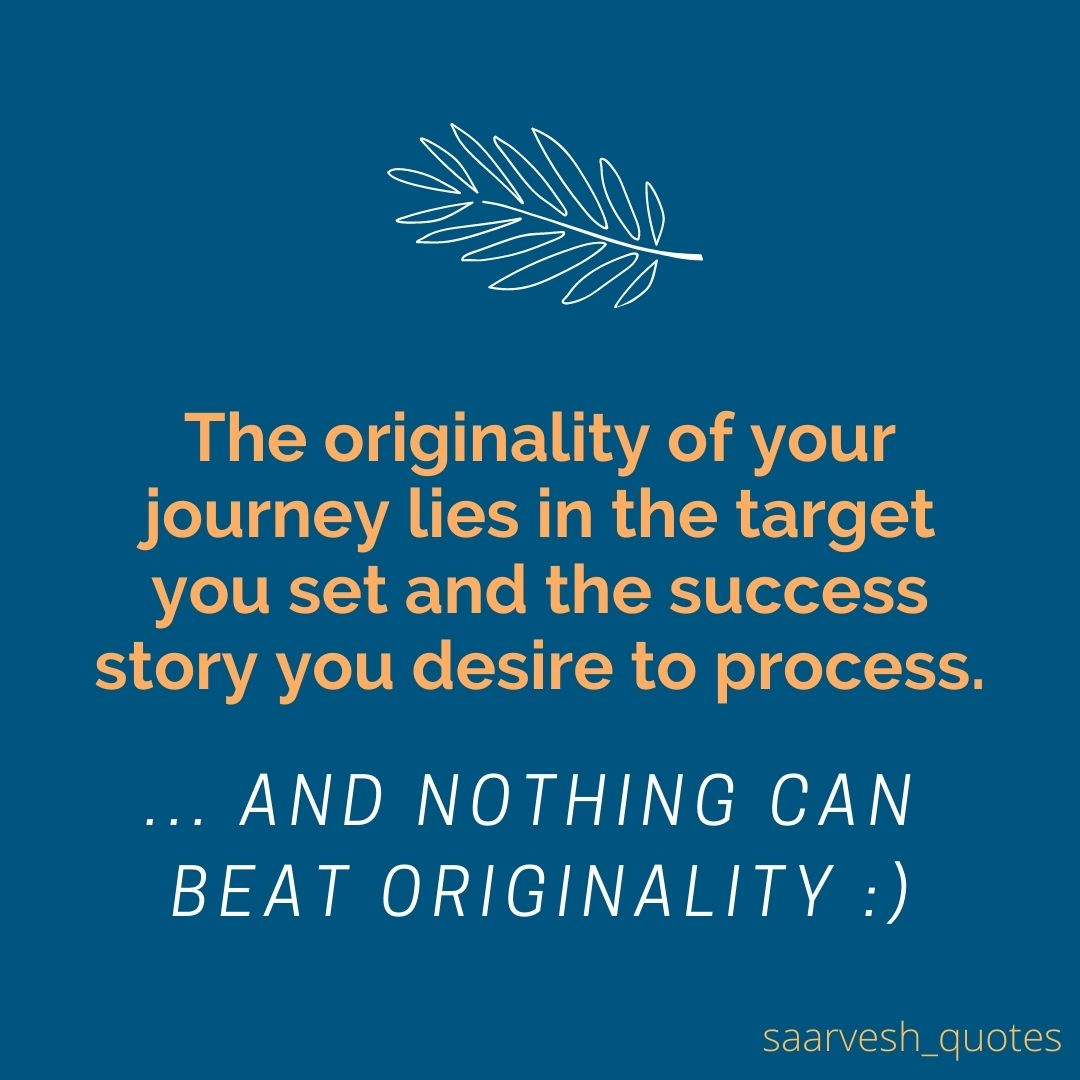 The originality of your
journey lies in the target
you set and the success
story you desire to process.
... AND NOTHING CAN
BEAT ORIGINALITY :)
saarvesh_quotes